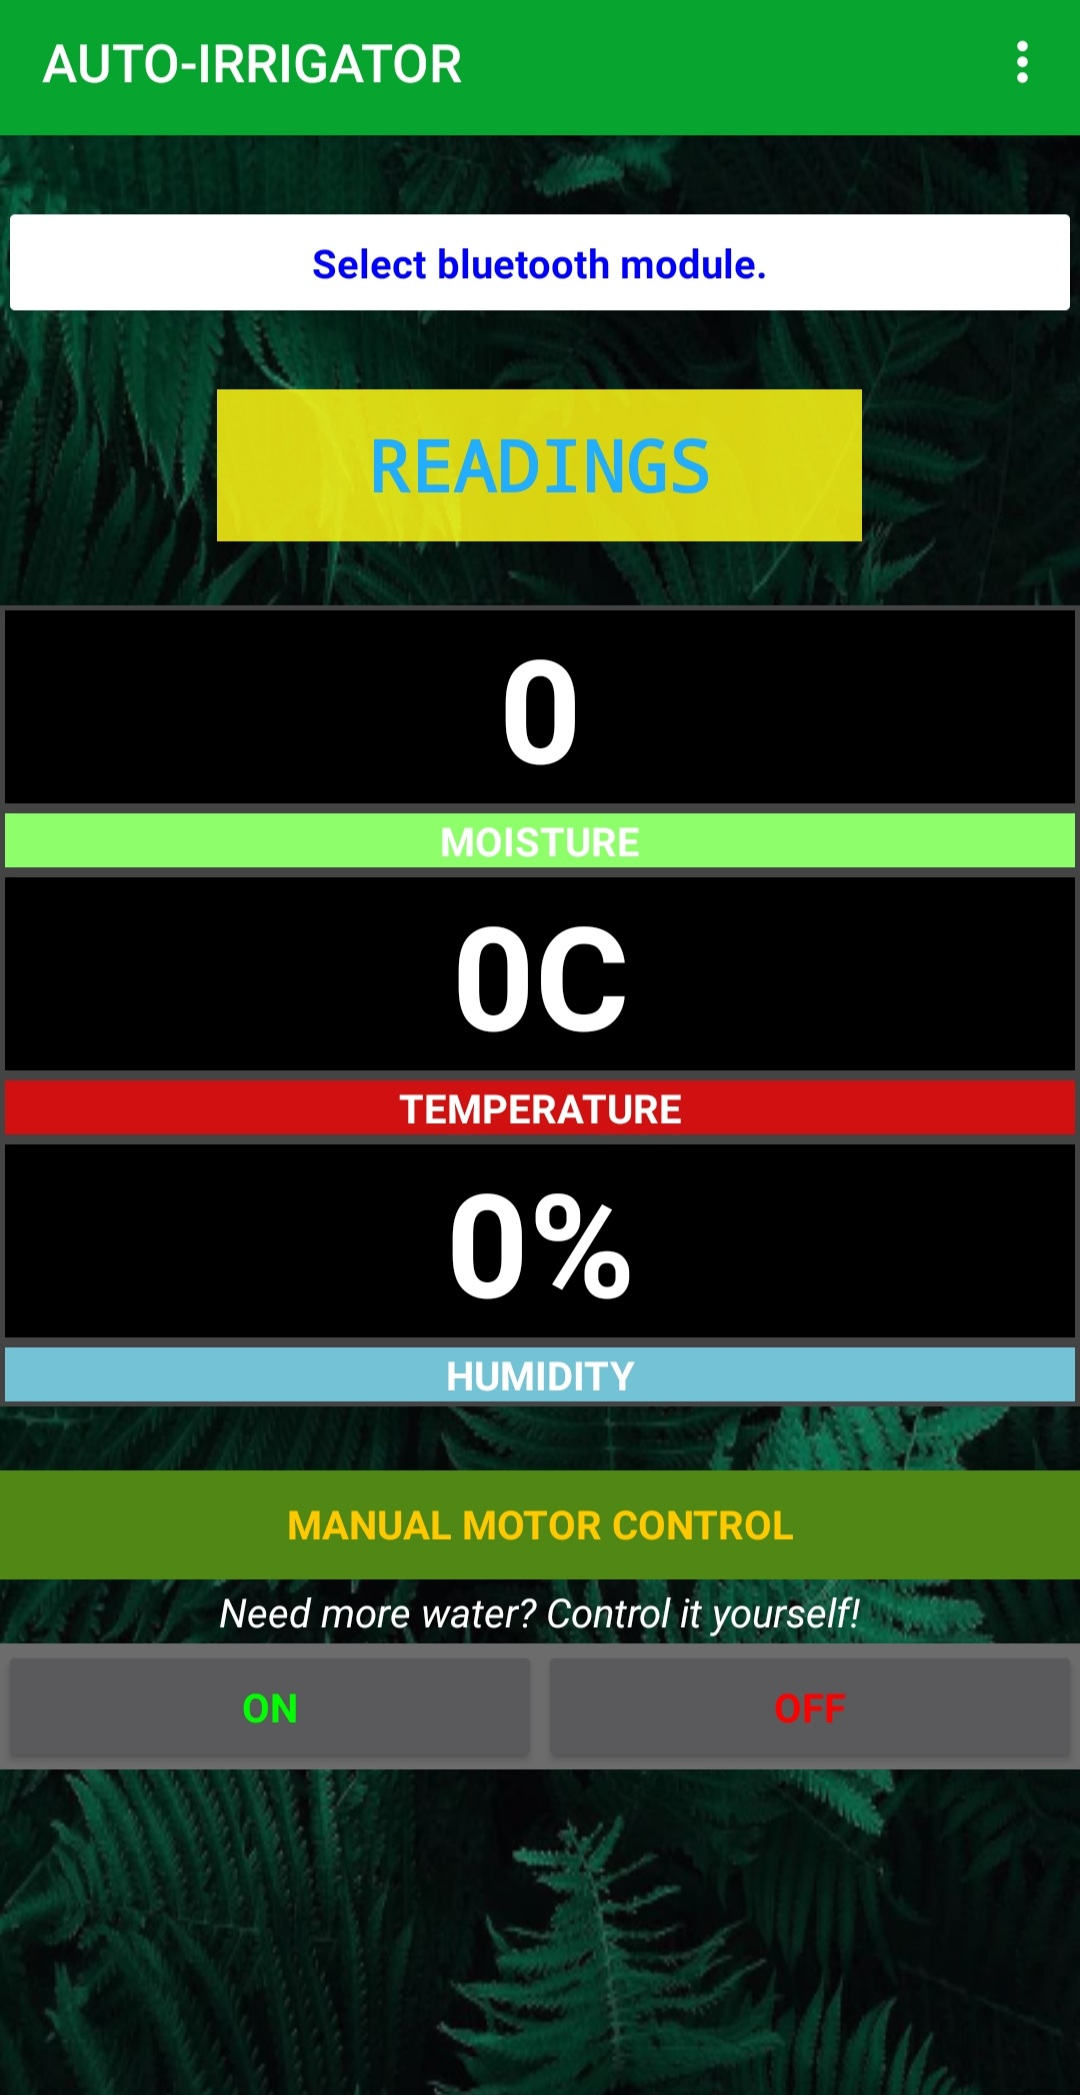 AUTO-IRRIGATOR
Select bluetooth module.
READINGS
0
MOISTURE
0C
TEMPERATURE
0%
HUMIDITY
MANUAL MOTOR CONTROL
Need more water? Control it yourself!
ON OFF